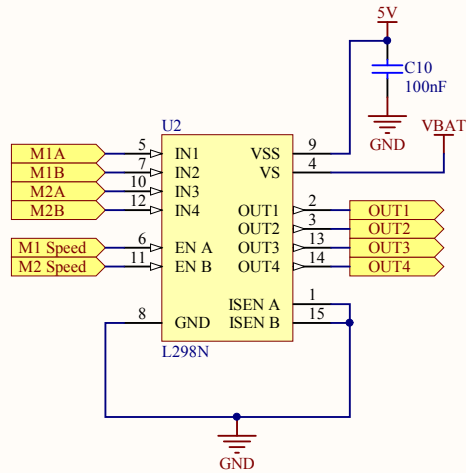 5V
C10
100nF
GND
VBAT
U2
M1A 5 IN1 VSS 9
M1B 7 IN2 VS 4
M2A 10 IN3
M2B 12 IN4 OUT1 2 OUT1
OUT2 3 OUT2
M1 Speed 6 EN A OUT3 13 OUT3
M2 Speed 11 EN B OUT4 14 OUT4
ISEN A 1
8 GND ISEN B 15
L298N
GND